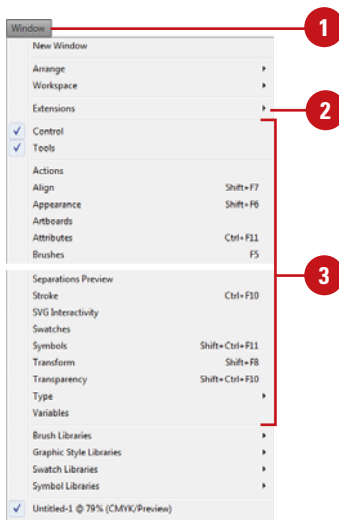 Window
1
New Window
Arrange
Workspace
Extensions
2
Control
Tools
Actions
Align Shift+F7
Appearance Shift+F6
Artboards
Attributes Ctrl+F11
Brushes F5
3
Separations Preview
Stroke Ctrl+F10
SVG Interactivity
Swatches
Symbols Shift+Ctrl+F11
Transform Shift+F8
Transparency Shift+Ctrl+F10
Type
Variables
Brush Libraries
Graphic Style Libraries
Swatch Libraries
Symbol Libraries
Untitled-1 @ 79% (CMYK/Preview)